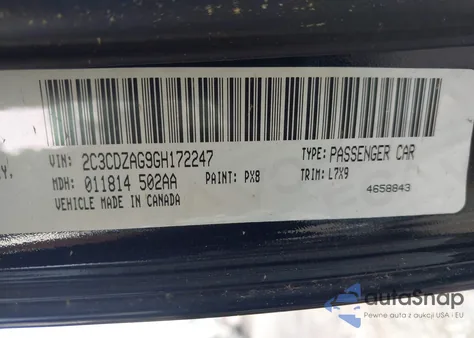 VIN: 2C3CDZAG9GH172247 TYPE: PASSENGER CAR
MDH: 011814 502AA PAINT: PX8 TRIM: L7X9
VEHICLE MADE IN CANADA 4658843
autoSnap
Pewne auta z aukcji USA i EU